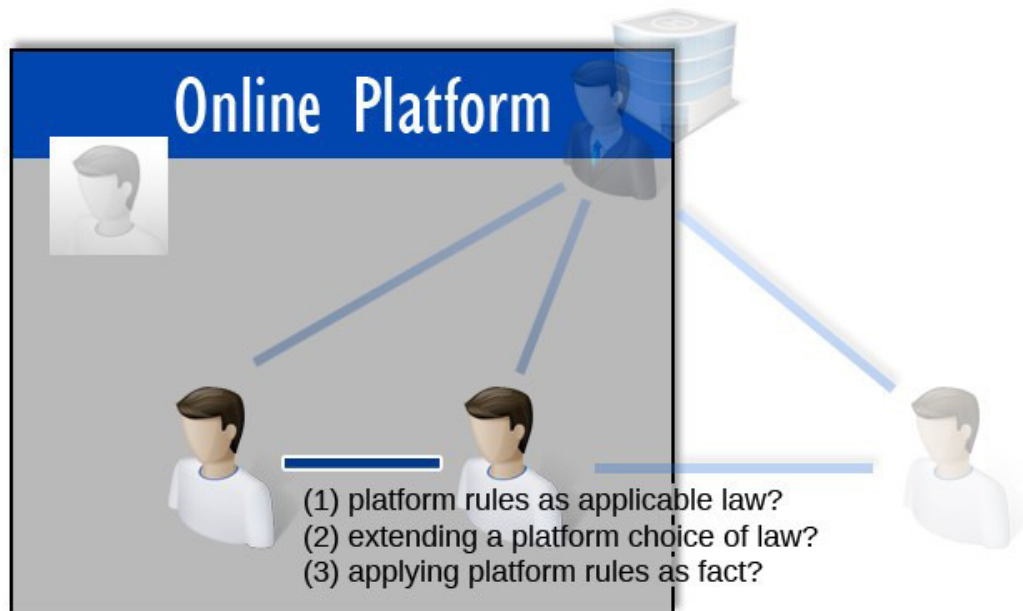 Online Platform
(1) platform rules as applicable law?
(2) extending a platform choice of law?
(3) applying platform rules as fact?